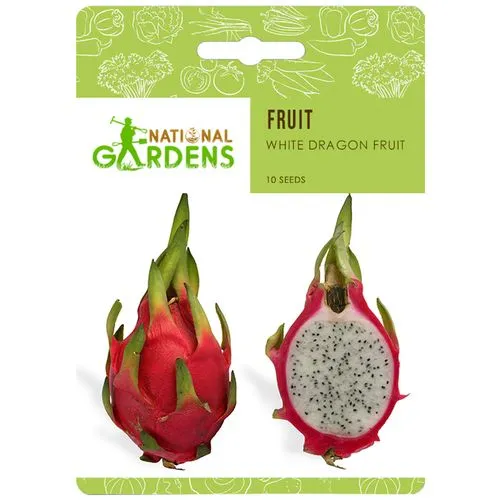 NATIONAL
GARDENS
FRUIT
WHITE DRAGON FRUIT
10 SEEDS